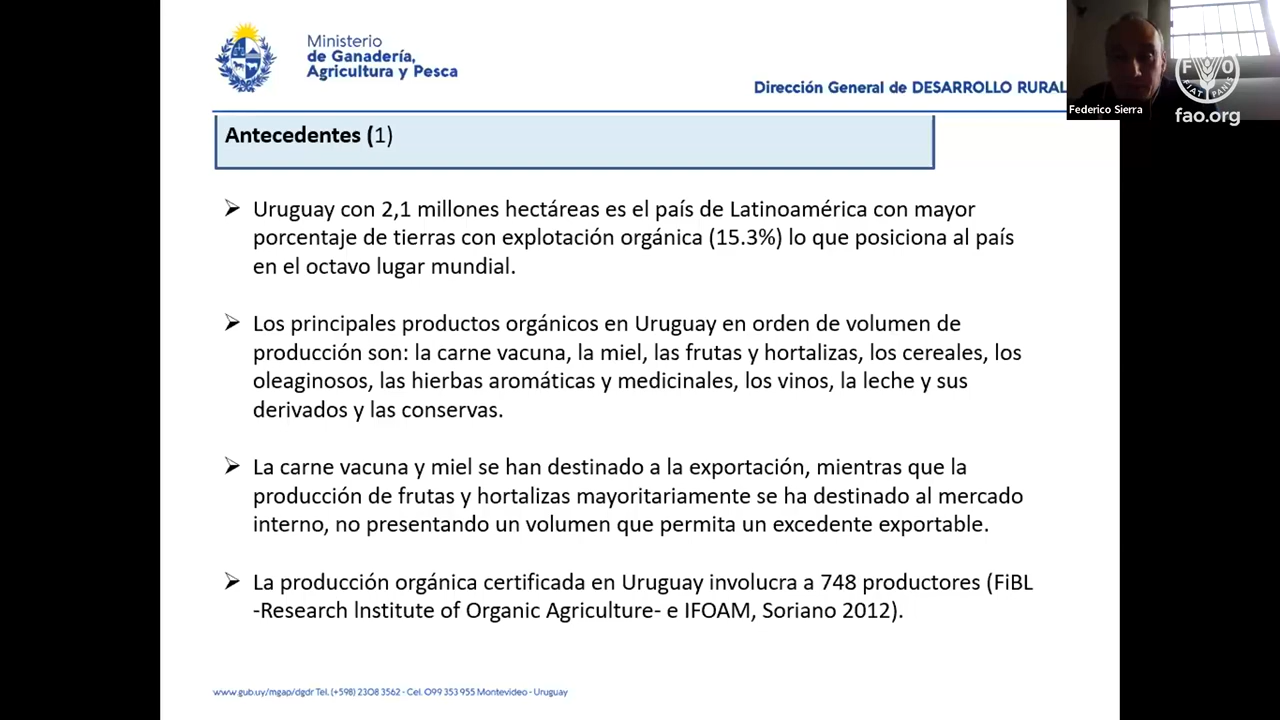 Ministerio
de Ganadería,
Agricultura y Pesca
Dirección General de DESARROLLO RURAL
Federico Sierra
F O
FIAT PANIS
fao.org
Antecedentes (1)
➢ Uruguay con 2,1 millones hectáreas es el país de Latinoamérica con mayor
porcentaje de tierras con explotación orgánica (15.3%) lo que posiciona al país
en el octavo lugar mundial.
➢ Los principales productos orgánicos en Uruguay en orden de volumen de
producción son: la carne vacuna, la miel, las frutas y hortalizas, los cereales, los
oleaginosos, las hierbas aromáticas y medicinales, los vinos, la leche y sus
derivados y las conservas.
➢ La carne vacuna y miel se han destinado a la exportación, mientras que la
producción de frutas y hortalizas mayoritariamente se ha destinado al mercado
interno, no presentando un volumen que permita un excedente exportable.
➢ La producción orgánica certificada en Uruguay involucra a 748 productores (FiBL
-Research lnstitute of Organic Agriculture- e IFOAM, Soriano 2012).
www.gub.uy/mgap/dgdr Tel. (+598) 2308 3562 - Cel. 099 353 955 Montevideo - Uruguay